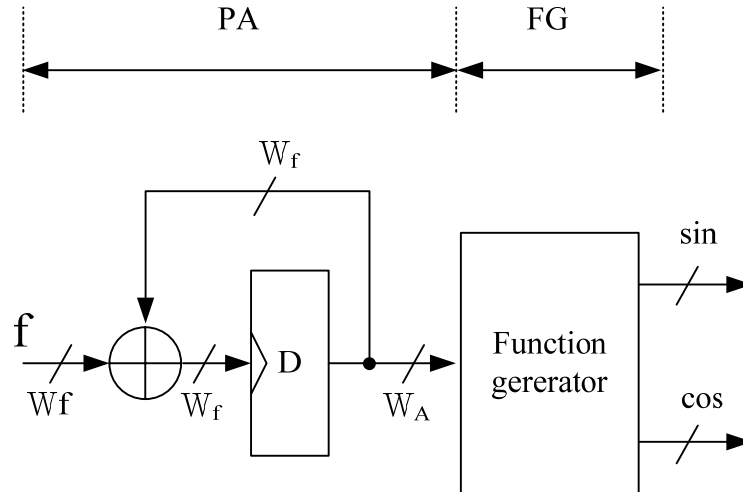 PA
FG
W_f
sin
f
Wf
W_f
D
W_A
Function
gererator
cos